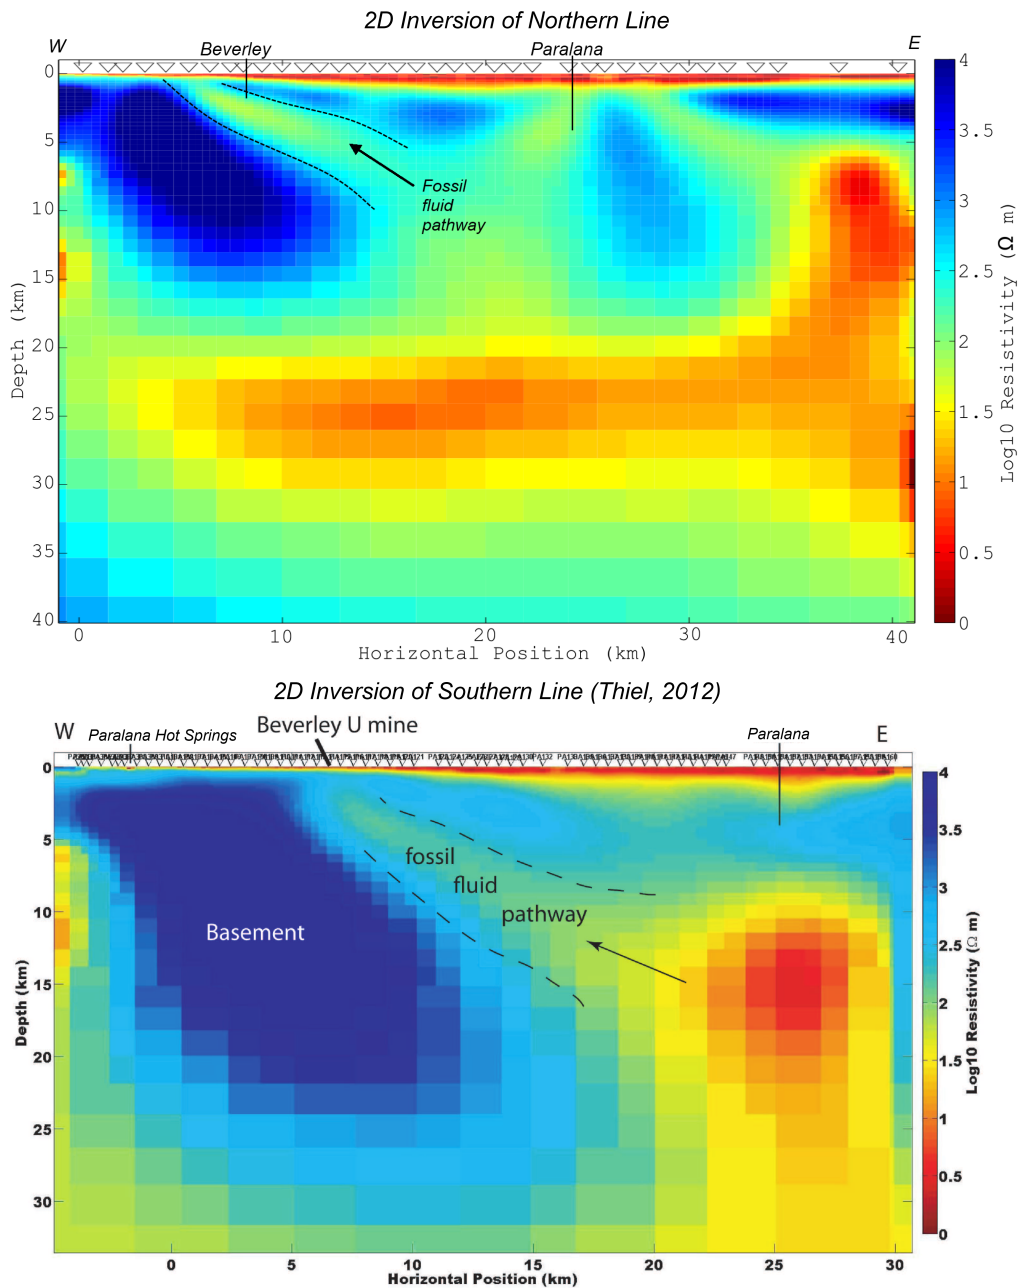 2D Inversion of Northern Line
W
Beverley
Paralana
E
0
5
10
15
20
25
30
35
40
Depth (km)
Fossil
fluid
pathway
0
10
20
30
40
Horizontal Position (km)
4
3.5
3
2.5
2
1.5
1
0.5
0
Log10 Resistivity (Ω m)
2D Inversion of Southern Line (Thiel, 2012)
W
Paralana Hot Springs
Beverley U mine
Paralana
E
0
5
10
15
20
25
30
Depth (km)
Basement
fossil
fluid
pathway
0
5
10
15
20
25
30
Horizontal Position (km)
4
3.5
3
2.5
2
1.5
1
0.5
0
Log10 Resistivity (Ω m)